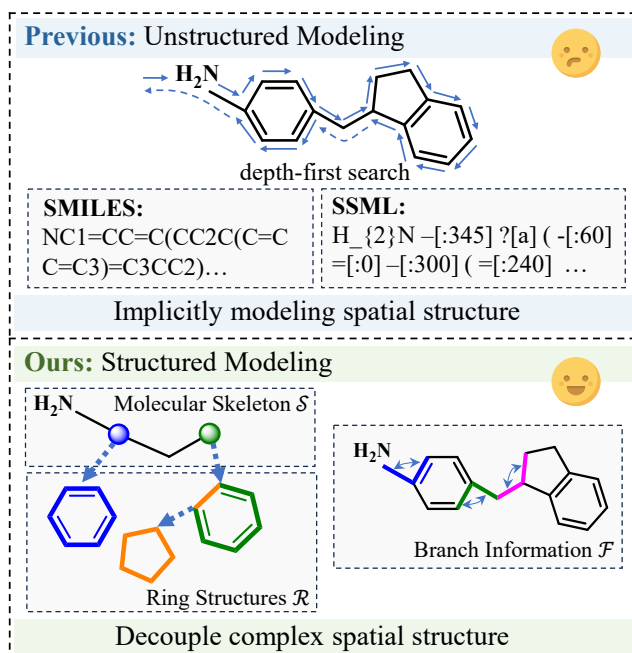 Previous: Unstructured Modeling
H₂N
depth-first search
SMILES:
NC1=CC=C(CC2C(C=C
C=C3)=C3CC2)…
SSML:
H_{2}N –[:345] ?[a] ( -[:60]
=[:0] –[:300] ( =[:240] …
Implicitly modeling spatial structure
Ours: Structured Modeling
H₂N
Molecular Skeleton 𝒮
Ring Structures ℛ
H₂N
Branch Information ℱ
Decouple complex spatial structure